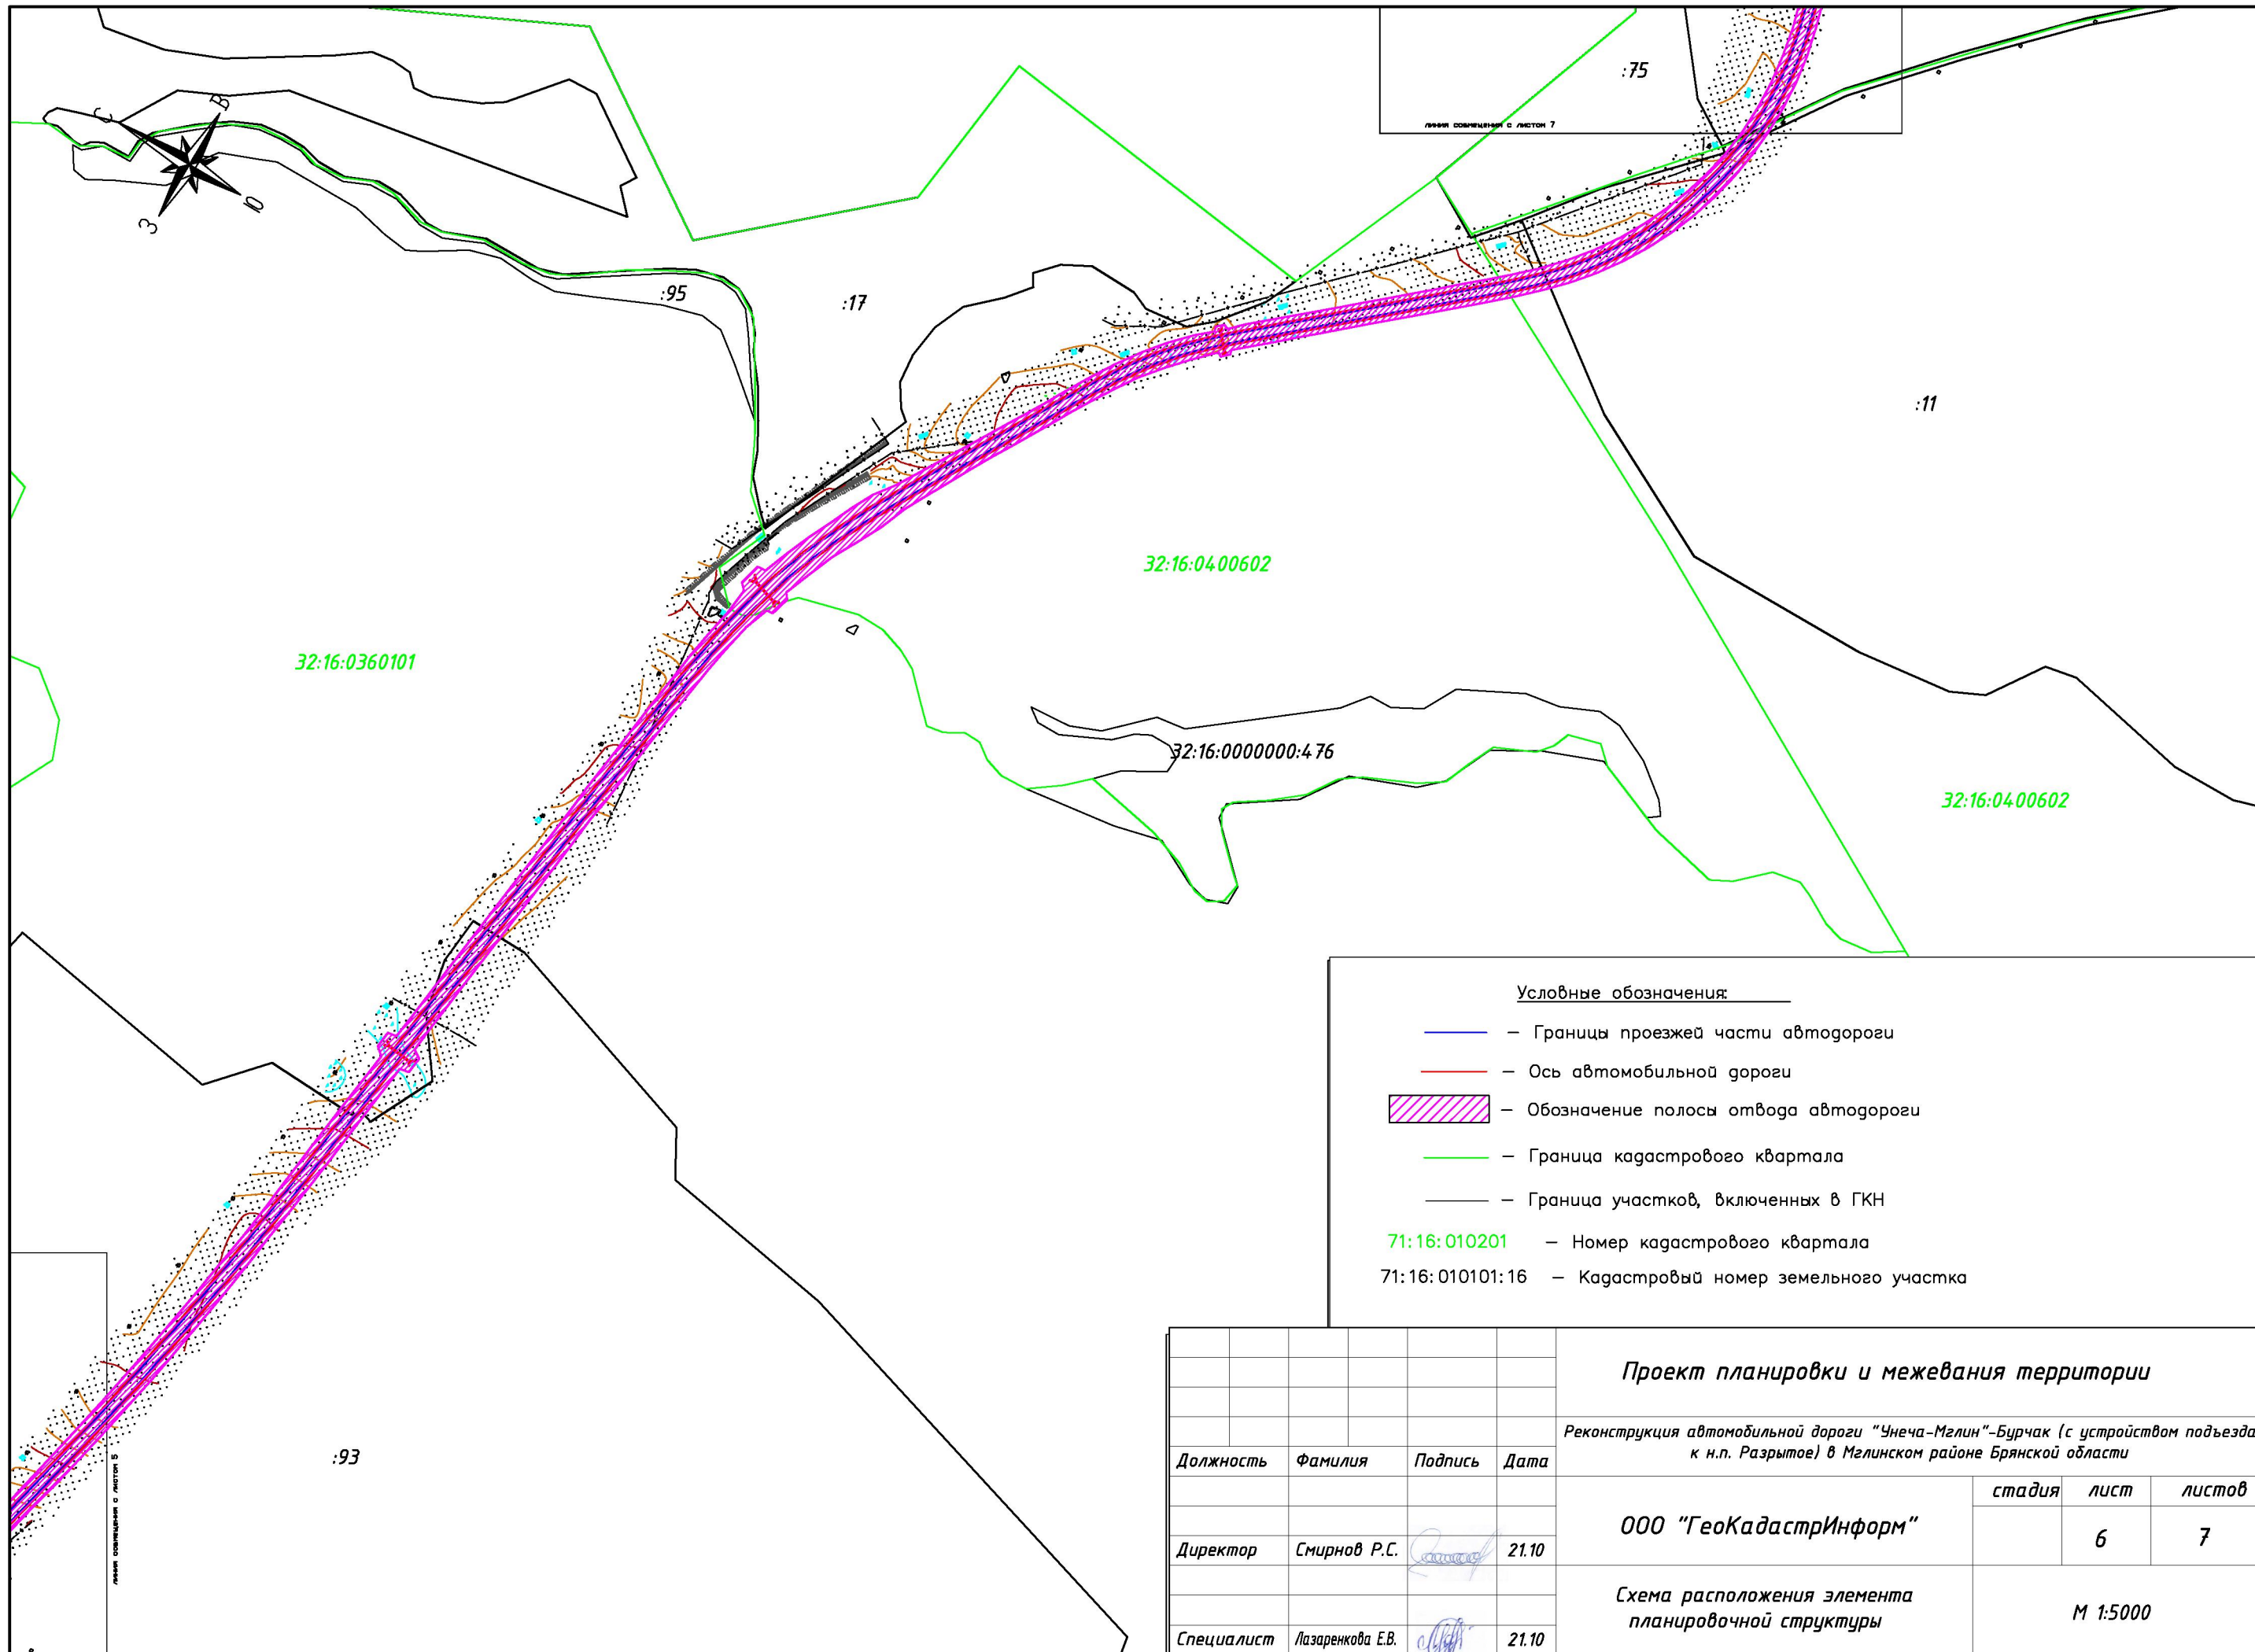 :75
линия совмещения с листом 7
С
В
З
Ю
:95
:17
:11
32:16:0400602
32:16:0360101
32:16:0000000:476
32:16:0400602
:93
линия совмещения с листом 5
Условные обозначения:
– Границы проезжей части автодороги
– Ось автомобильной дороги
– Обозначение полосы отвода автодороги
– Граница кадастрового квартала
– Граница участков, включенных в ГКН
71:16:010201 – Номер кадастрового квартала
71:16:010101:16 – Кадастровый номер земельного участка
Проект планировки и межевания территории
Реконструкция автомобильной дороги "Унеча-Мглин"-Бурчак (с устройством подъезда
к н.п. Разрытое) в Мглинском районе Брянской области
Должность Фамилия Подпись Дата
ООО "ГеоКадастрИнформ"
стадия лист листов
6 7
Директор Смирнов Р.С. 21.10
Схема расположения элемента
планировочной структуры
М 1:5000
Специалист Лазаренкова Е.В. 21.10